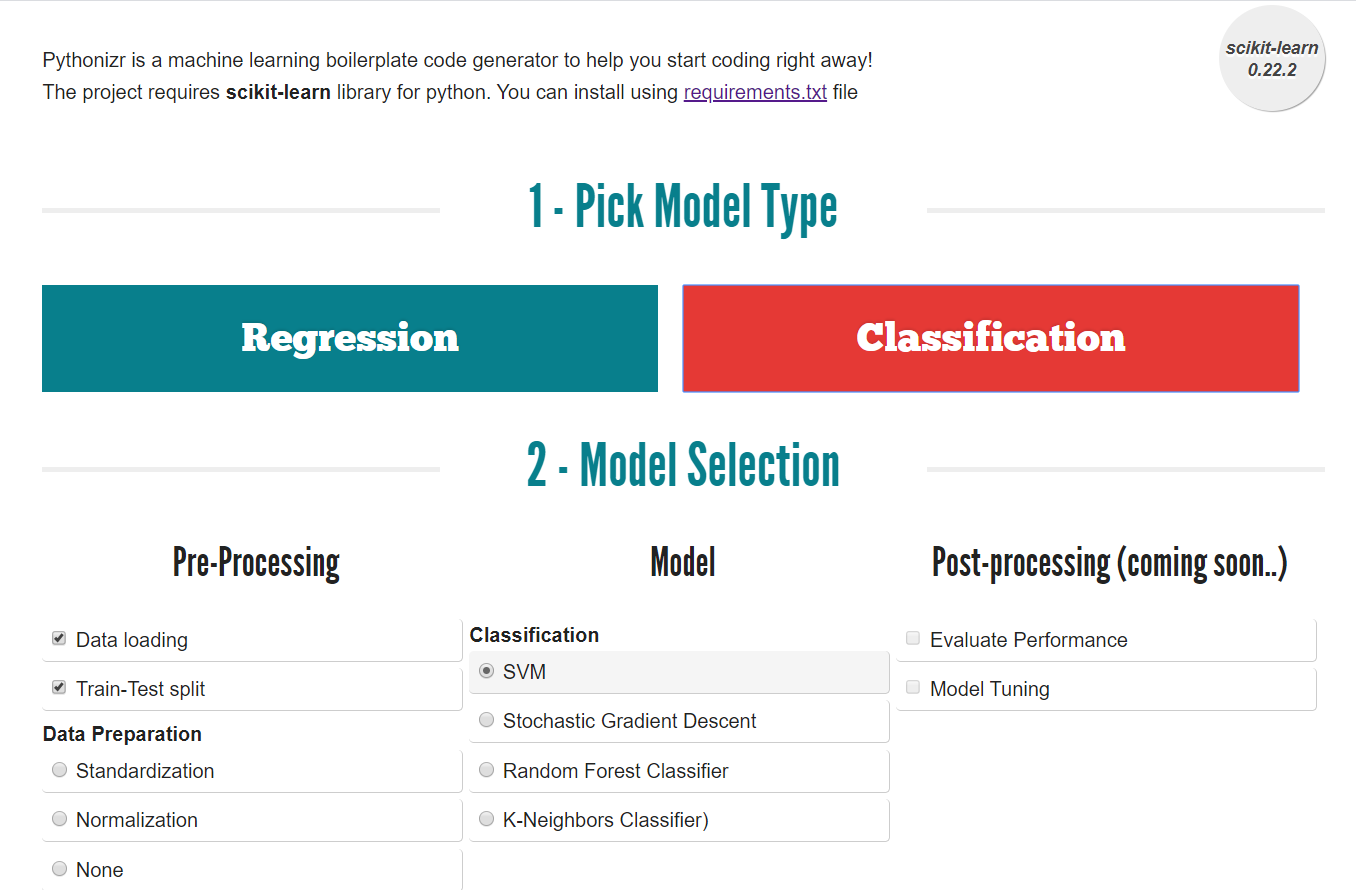 Pythonizr is a machine learning boilerplate code generator to help you start coding right away!
The project requires scikit-learn library for python. You can install using requirements.txt file
scikit-learn
0.22.2
1 - Pick Model Type
Regression
Classification
2 - Model Selection
Pre-Processing
Data loading
Train-Test split
Data Preparation
Standardization
Normalization
None
Model
Classification
SVM
Stochastic Gradient Descent
Random Forest Classifier
K-Neighbors Classifier)
Post-processing (coming soon..)
Evaluate Performance
Model Tuning